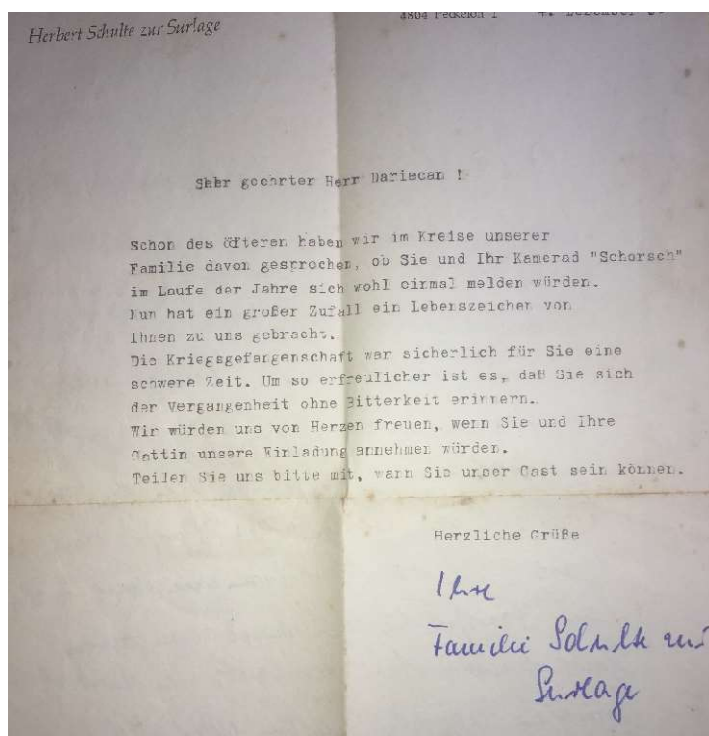 Herbert Schulte zur Surlage
4804
Sehr geehrter Herr Dariscan !
Schon des öfteren haben wir im Kreise unserer
Familie davon gesprochen, ob Sie und Ihr Kamerad "Schorsch"
im Laufe der Jahre sich wohl einmal melden würden.
Nun hat ein großer Zufall ein Lebenszeichen von
Ihnen zu uns gebracht.
Die Kriegsgefangenschaft war sicherlich für Sie eine
schwere Zeit. Um so erfreulicher ist es, daß Sie sich
der Vergangenheit ohne Bitterkeit erinnern.
Wir würden uns von Herzen freuen, wenn Sie und Ihre
Gattin unsere Einladung annehmen würden.
Teilen Sie uns bitte mit, wann Sie unser Gast sein können.
Herzliche Grüße
Ihre
Familie Schulte zur
Surlage